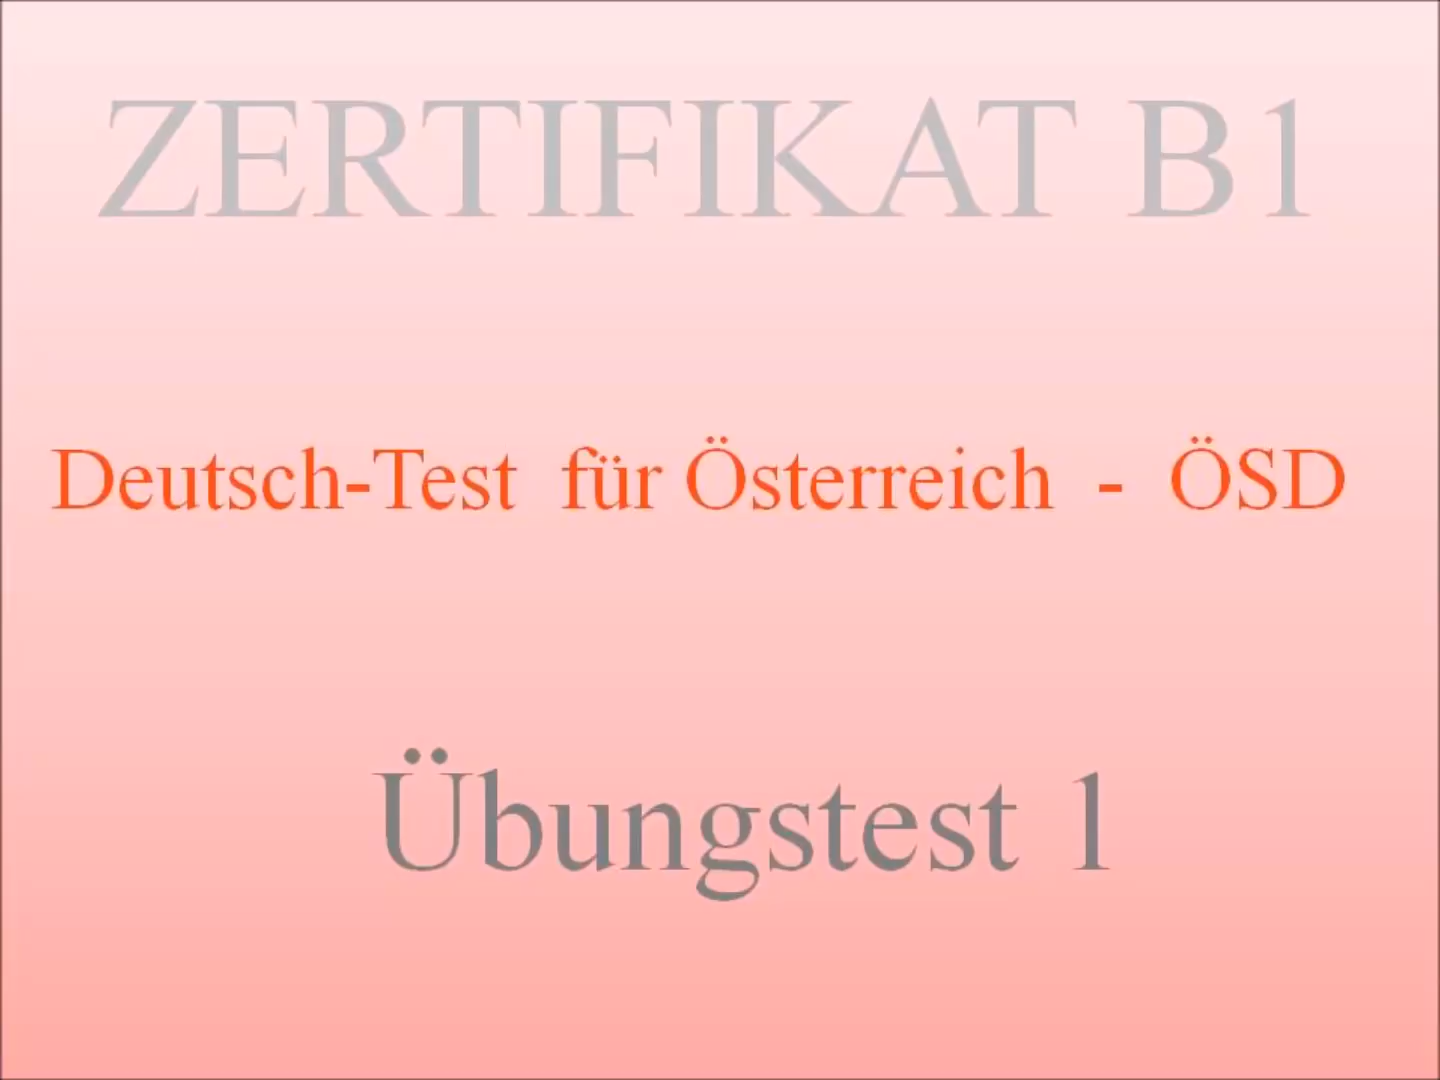 ZERTIFIKAT B1
Deutsch-Test für Österreich - ÖSD
Übungstest 1